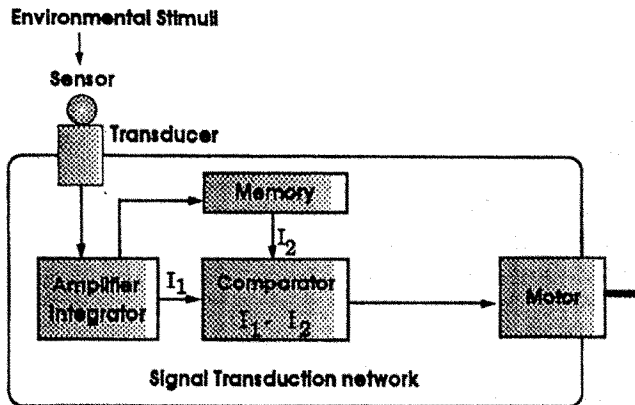 Environmental Stimuli
Sensor
Transducer
Memory
I2
Amplifier
Integrator
I1
Comparator
I1- I2
Motor
Signal Transduction network